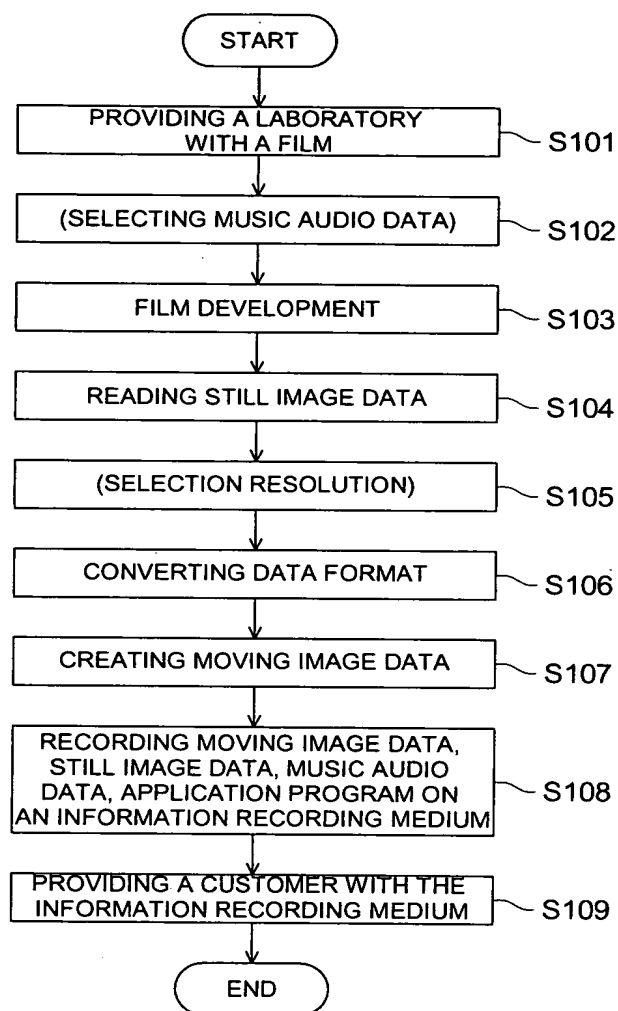 START
PROVIDING A LABORATORY
WITH A FILM
S101
(SELECTING MUSIC AUDIO DATA)
S102
FILM DEVELOPMENT
S103
READING STILL IMAGE DATA
S104
(SELECTION RESOLUTION)
S105
CONVERTING DATA FORMAT
S106
CREATING MOVING IMAGE DATA
S107
RECORDING MOVING IMAGE DATA,
STILL IMAGE DATA, MUSIC AUDIO
DATA, APPLICATION PROGRAM ON
AN INFORMATION RECORDING MEDIUM
S108
PROVIDING A CUSTOMER WITH THE
INFORMATION RECORDING MEDIUM
S109
END